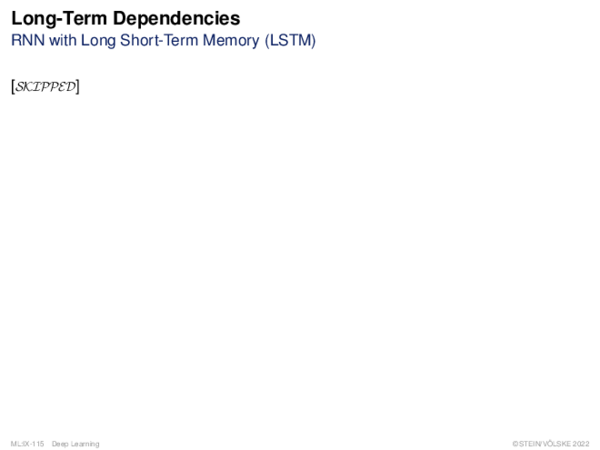 Long-Term Dependencies
RNN with Long Short-Term Memory (LSTM)
[SKIPPED]
ML:IX-115 Deep Learning
©STEIN/VÖLSKE 2022